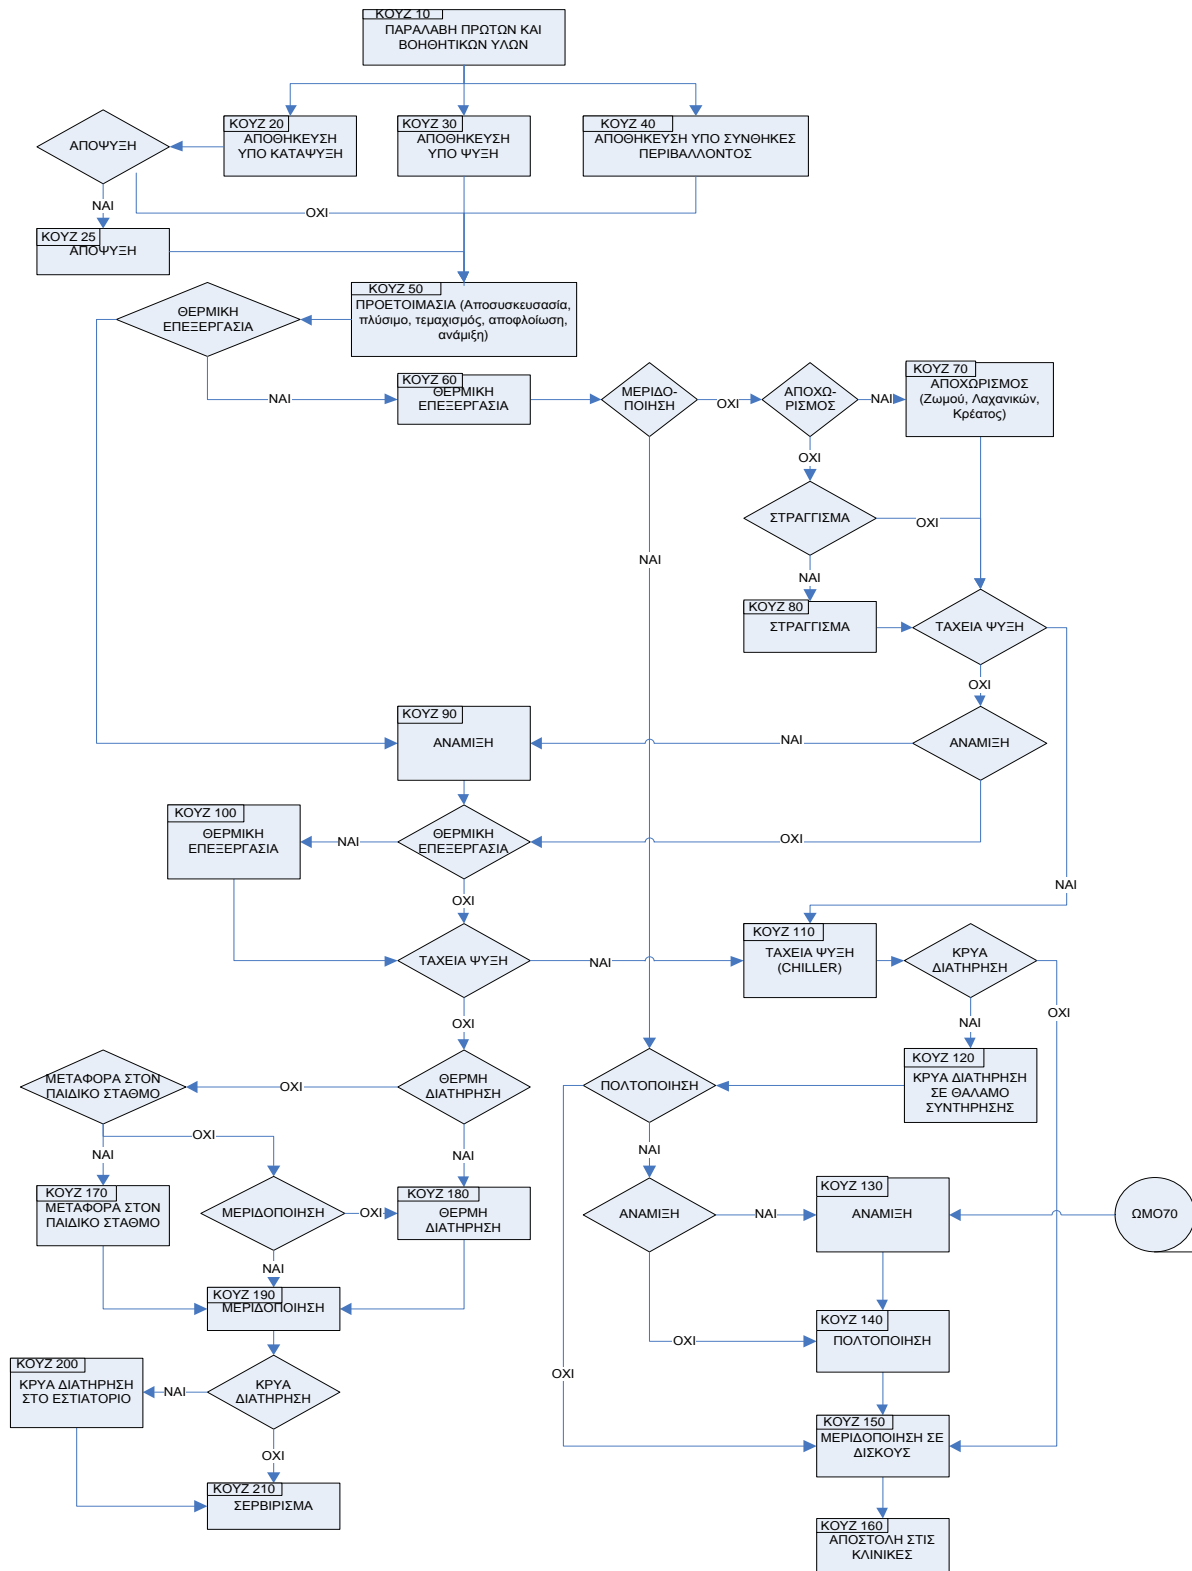 ΚΟΥΖ 10
ΠΑΡΑΛΑΒΗ ΠΡΩΤΩΝ ΚΑΙ
ΒΟΗΘΗΤΙΚΩΝ ΥΛΩΝ
ΚΟΥΖ 20
ΑΠΟΘΗΚΕΥΣΗ
ΥΠΟ ΚΑΤΑΨΥΞΗ
ΚΟΥΖ 30
ΑΠΟΘΗΚΕΥΣΗ
ΥΠΟ ΨΥΞΗ
ΚΟΥΖ 40
ΑΠΟΘΗΚΕΥΣΗ ΥΠΟ ΣΥΝΘΗΚΕΣ
ΠΕΡΙΒΑΛΛΟΝΤΟΣ
ΑΠΟΨΥΞΗ
ΝΑΙ
ΟΧΙ
ΚΟΥΖ 25
ΑΠΟΨΥΞΗ
ΚΟΥΖ 50
ΠΡΟΕΤΟΙΜΑΣΙΑ (Αποσυσκευσασία,
πλύσιμο, τεμαχισμός, αποφλοίωση,
ανάμιξη)
ΘΕΡΜΙΚΗ
ΕΠΕΞΕΡΓΑΣΙΑ
ΝΑΙ
ΚΟΥΖ 60
ΘΕΡΜΙΚΗ
ΕΠΕΞΕΡΓΑΣΙΑ
ΜΕΡΙΔΟ-
ΠΟΙΗΣΗ
ΟΧΙ
ΑΠΟΧΩ-
ΡΙΣΜΟΣ
ΝΑΙ
ΚΟΥΖ 70
ΑΠΟΧΩΡΙΣΜΟΣ
(Ζωμού, Λαχανικών,
Κρέατος)
ΟΧΙ
ΣΤΡΑΓΓΙΣΜΑ
ΟΧΙ
ΝΑΙ
ΝΑΙ
ΚΟΥΖ 80
ΣΤΡΑΓΓΙΣΜΑ
ΤΑΧΕΙΑ ΨΥΞΗ
ΟΧΙ
ΚΟΥΖ 90
ΑΝΑΜΙΞΗ
ΝΑΙ
ΑΝΑΜΙΞΗ
ΚΟΥΖ 100
ΘΕΡΜΙΚΗ
ΕΠΕΞΕΡΓΑΣΙΑ
ΝΑΙ
ΘΕΡΜΙΚΗ
ΕΠΕΞΕΡΓΑΣΙΑ
ΟΧΙ
ΟΧΙ
ΝΑΙ
ΤΑΧΕΙΑ ΨΥΞΗ
ΝΑΙ
ΚΟΥΖ 110
ΤΑΧΕΙΑ ΨΥΞΗ
(CHILLER)
ΚΡΥΑ
ΔΙΑΤΗΡΗΣΗ
ΟΧΙ
ΟΧΙ
ΝΑΙ
ΚΟΥΖ 120
ΚΡΥΑ ΔΙΑΤΗΡΗΣΗ
ΣΕ ΘΑΛΑΜΟ
ΣΥΝΤΗΡΗΣΗΣ
ΜΕΤΑΦΟΡΑ ΣΤΟΝ
ΠΑΙΔΙΚΟ ΣΤΑΘΜΟ
ΟΧΙ
ΘΕΡΜΗ
ΔΙΑΤΗΡΗΣΗ
ΠΟΛΤΟΠΟΙΗΣΗ
ΟΧΙ
ΝΑΙ
ΝΑΙ
ΝΑΙ
ΚΟΥΖ 170
ΜΕΤΑΦΟΡΑ ΣΤΟΝ
ΠΑΙΔΙΚΟ ΣΤΑΘΜΟ
ΜΕΡΙΔΟΠΟΙΗΣΗ
ΟΧΙ
ΚΟΥΖ 180
ΘΕΡΜΗ
ΔΙΑΤΗΡΗΣΗ
ΑΝΑΜΙΞΗ
ΝΑΙ
ΚΟΥΖ 130
ΑΝΑΜΙΞΗ
ΩΜΟ70
ΝΑΙ
ΚΟΥΖ 190
ΜΕΡΙΔΟΠΟΙΗΣΗ
ΟΧΙ
ΚΟΥΖ 140
ΠΟΛΤΟΠΟΙΗΣΗ
ΟΧΙ
ΚΟΥΖ 200
ΚΡΥΑ ΔΙΑΤΗΡΗΣΗ
ΣΤΟ ΕΣΤΙΑΤΟΡΙΟ
ΝΑΙ
ΚΡΥΑ
ΔΙΑΤΗΡΗΣΗ
ΟΧΙ
ΚΟΥΖ 150
ΜΕΡΙΔΟΠΟΙΗΣΗ ΣΕ
ΔΙΣΚΟΥΣ
ΚΟΥΖ 210
ΣΕΡΒΙΡΙΣΜΑ
ΚΟΥΖ 160
ΑΠΟΣΤΟΛΗ ΣΤΙΣ
ΚΛΙΝΙΚΕΣ